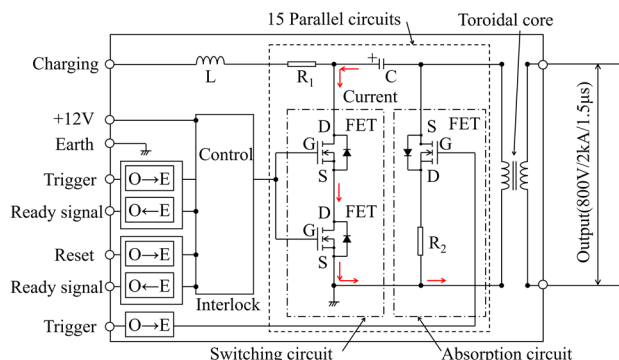 15 Parallel circuits
Toroidal core
Charging
L
R1
+
C
Current
+12V
Earth
Control
Interlock
D
FET
G
S
D
FET
G
S
S
FET
G
D
R2
Trigger
O→E
Ready signal
O←E
Reset
O→E
Ready signal
O←E
Trigger
O→E
Output(800V/2kA/1.5μs)
Switching circuit
Absorption circuit